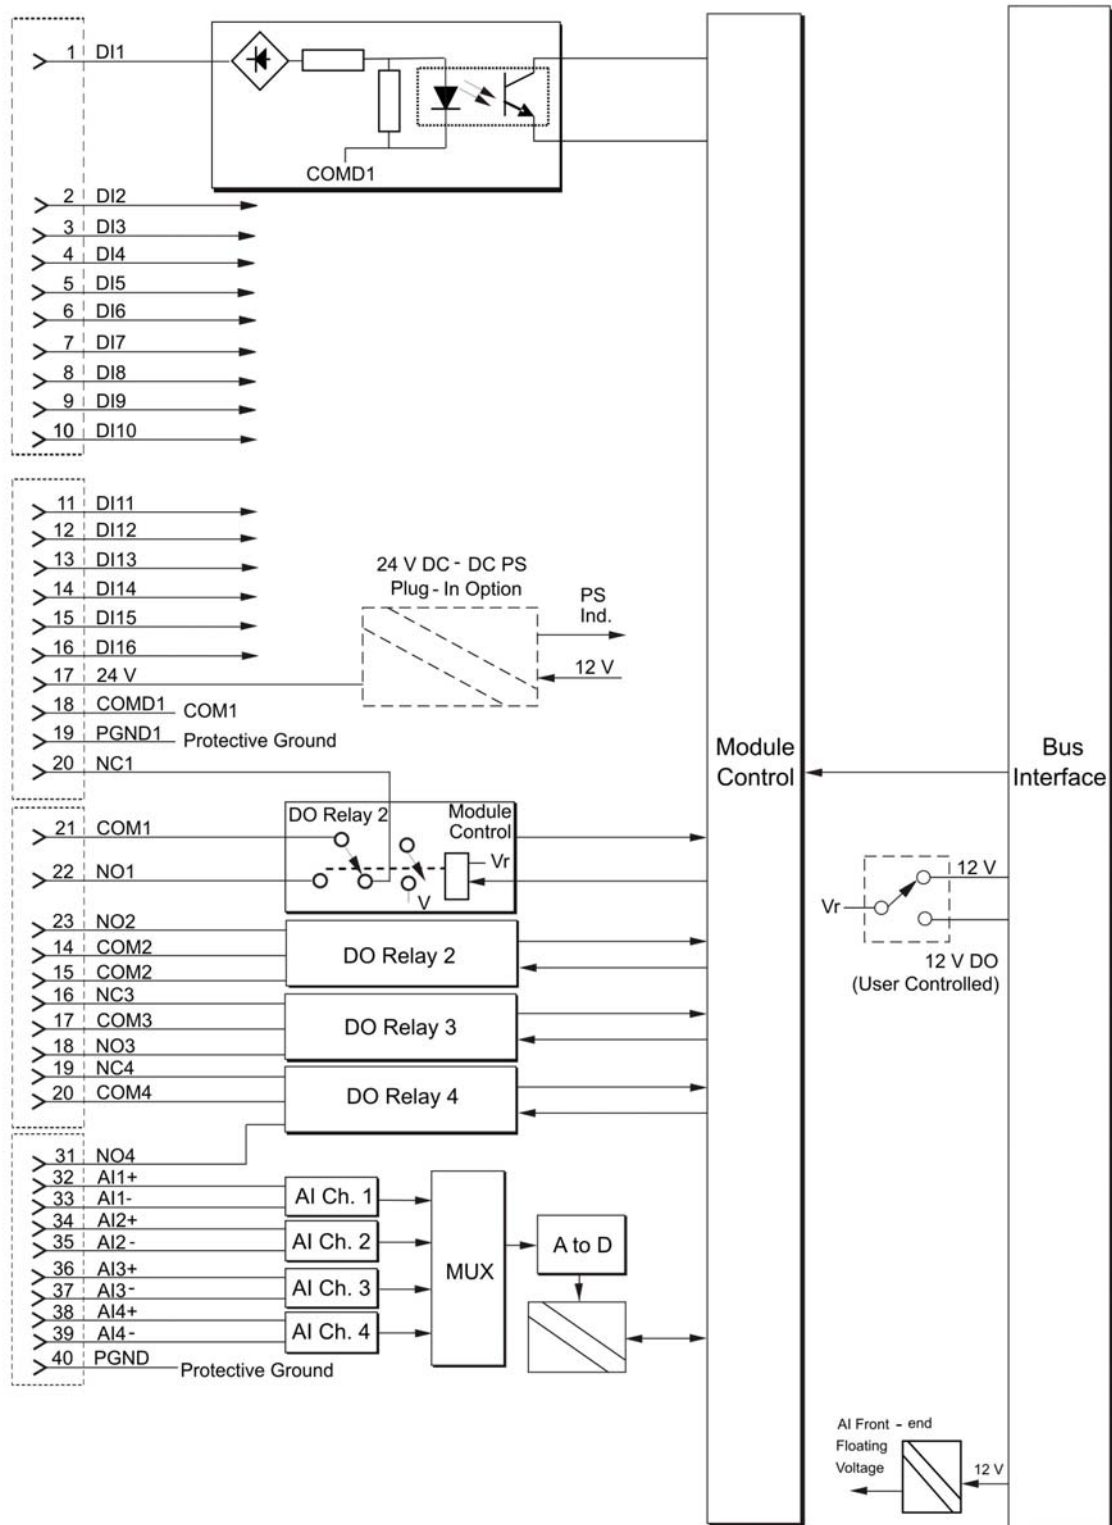 1 DI1
COMD1
2 DI2
3 DI3
4 DI4
5 DI5
6 DI6
7 DI7
8 DI8
9 DI9
10 DI10
11 DI11
12 DI12
13 DI13
14 DI14
15 DI15
16 DI16
17 24 V
18 COMD1 COM1
19 PGND1 Protective Ground
20 NC1
24 V DC - DC PS
Plug - In Option
PS
Ind.
12 V
21 COM1
22 NO1
DO Relay 2
Module
Control
Vr
V
23 NO2
14 COM2
15 COM2
DO Relay 2
16 NC3
17 COM3
18 NO3
DO Relay 3
19 NC4
20 COM4
DO Relay 4
31 NO4
32 AI1+
33 AI1-
34 AI2+
35 AI2-
36 AI3+
37 AI3-
38 AI4+
39 AI4-
40 PGND Protective Ground
AI Ch. 1
AI Ch. 2
AI Ch. 3
AI Ch. 4
MUX
A to D
Module
Control
Bus
Interface
12 V
Vr
12 V DO
(User Controlled)
AI Front - end
Floating
Voltage
12 V